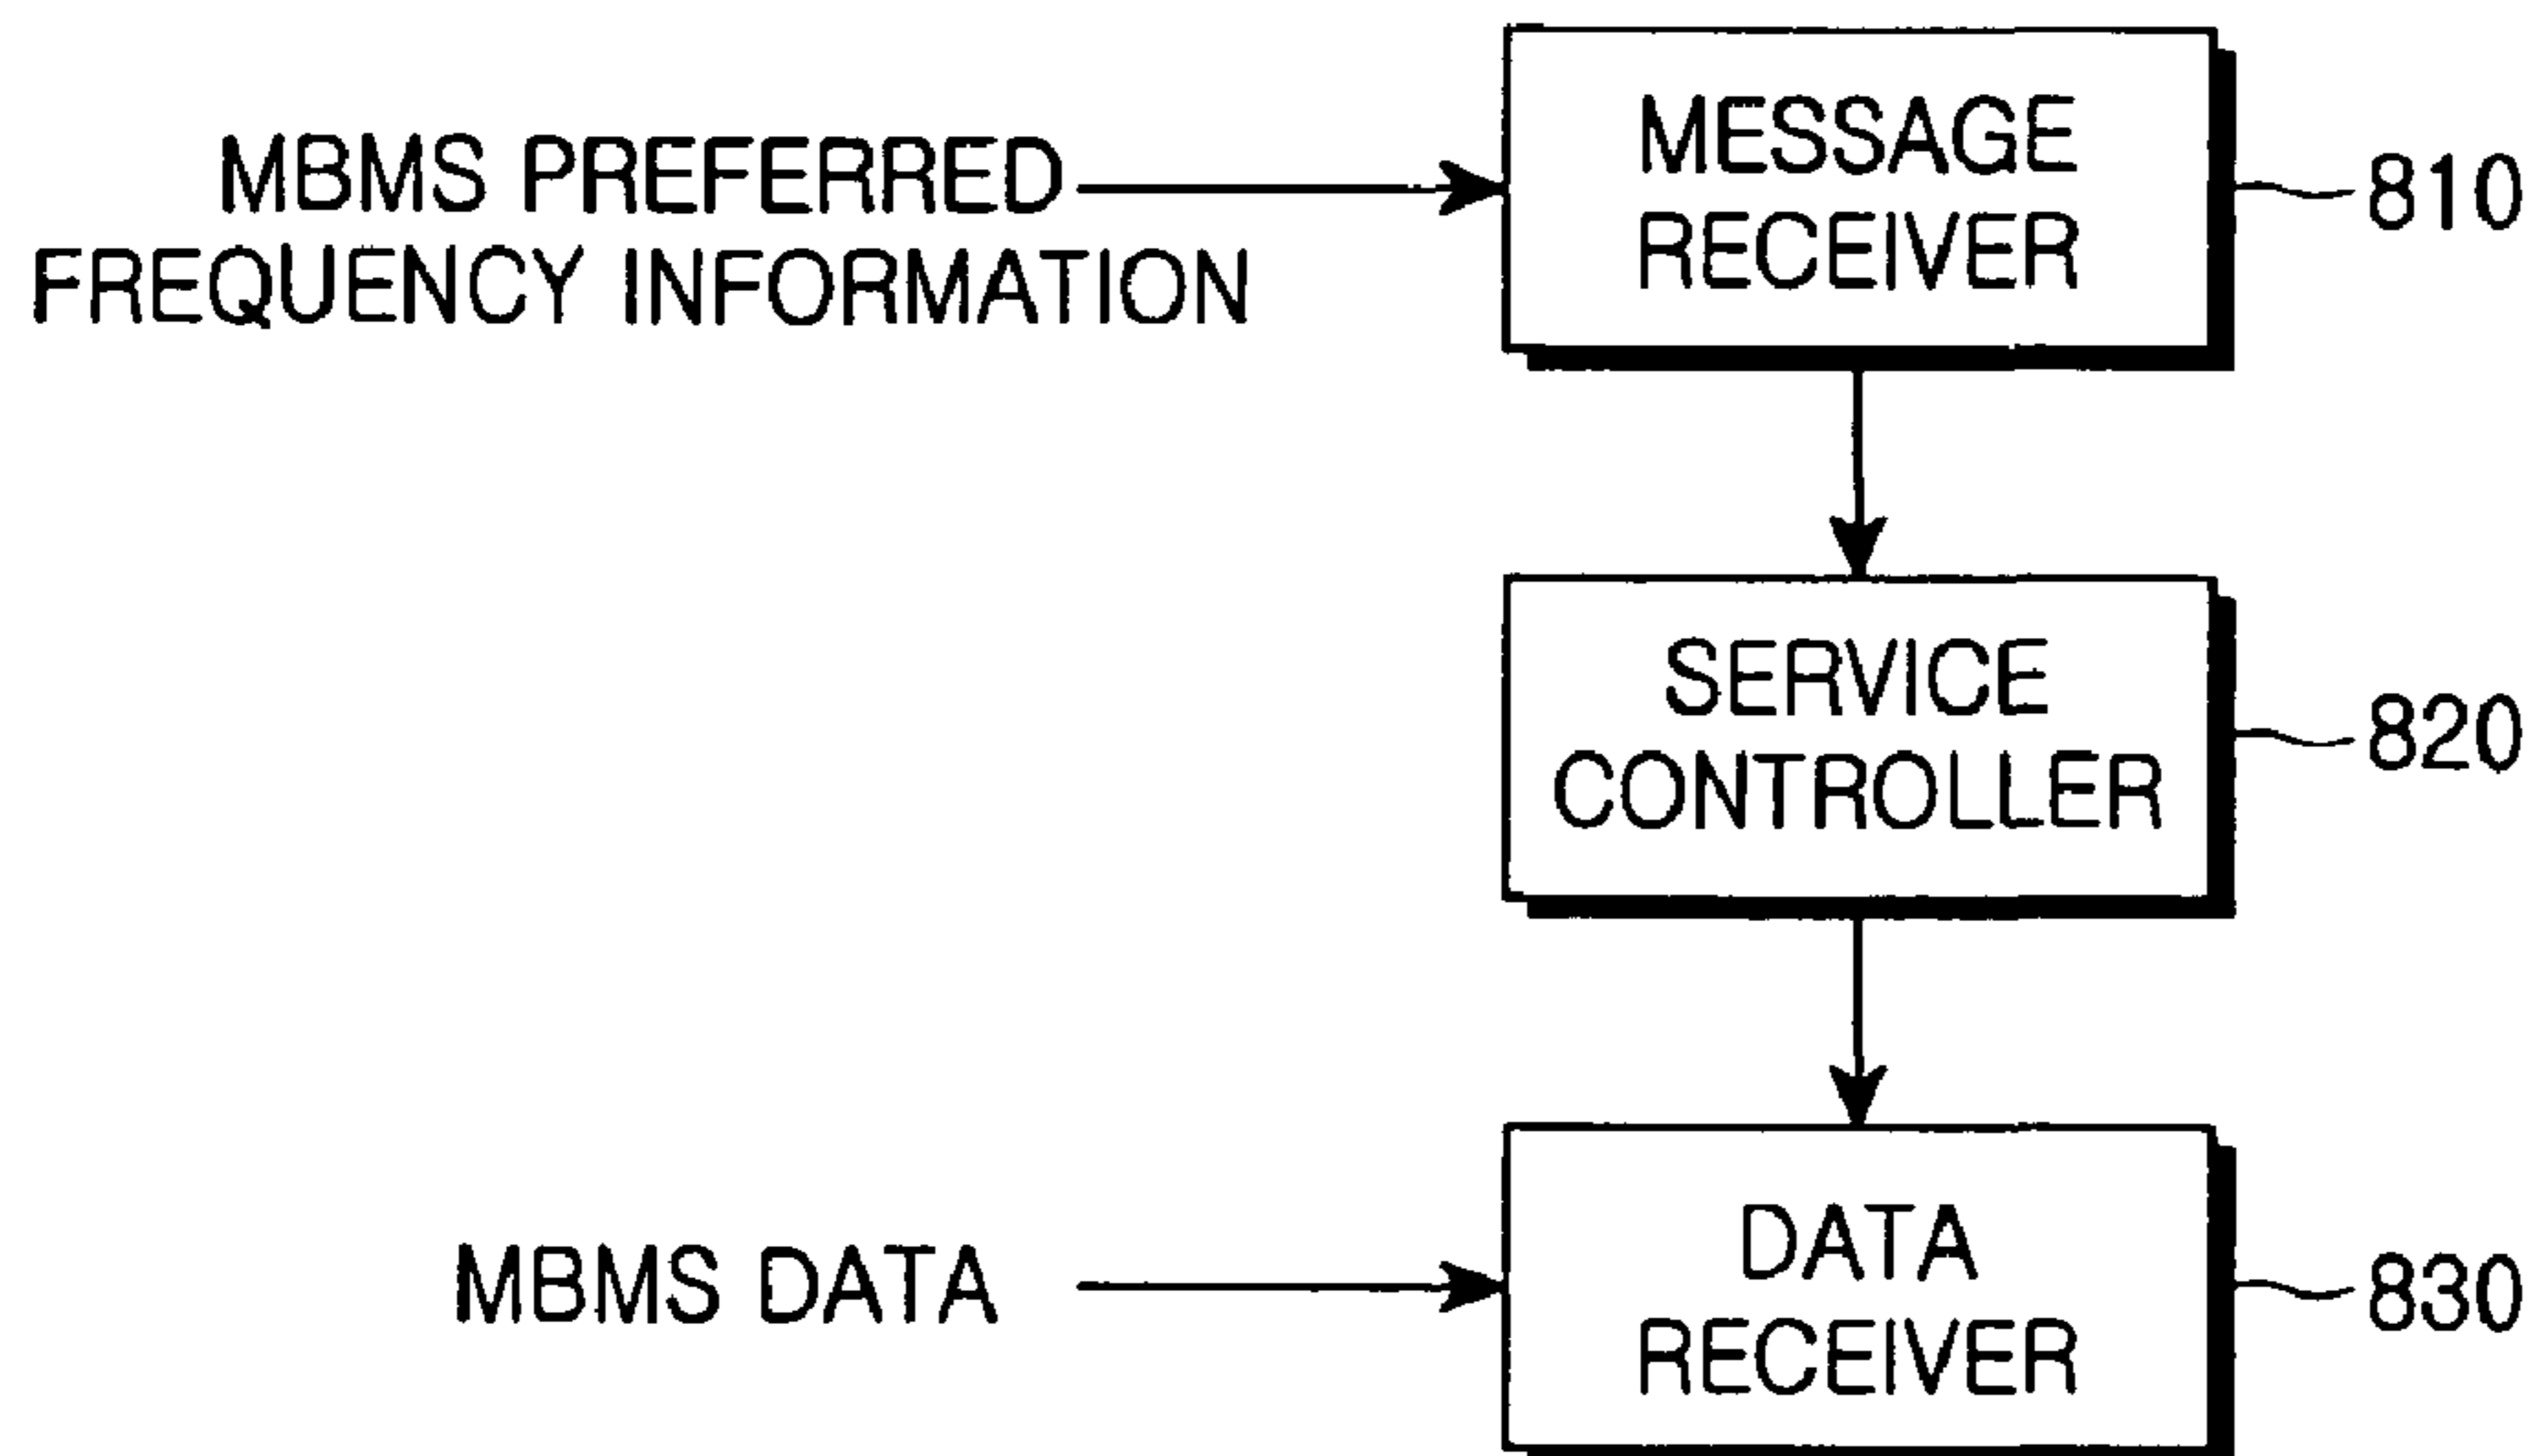 MBMS PREFERRED
FREQUENCY INFORMATION
MESSAGE
RECEIVER
810
SERVICE
CONTROLLER
820
MBMS DATA
DATA
RECEIVER
830